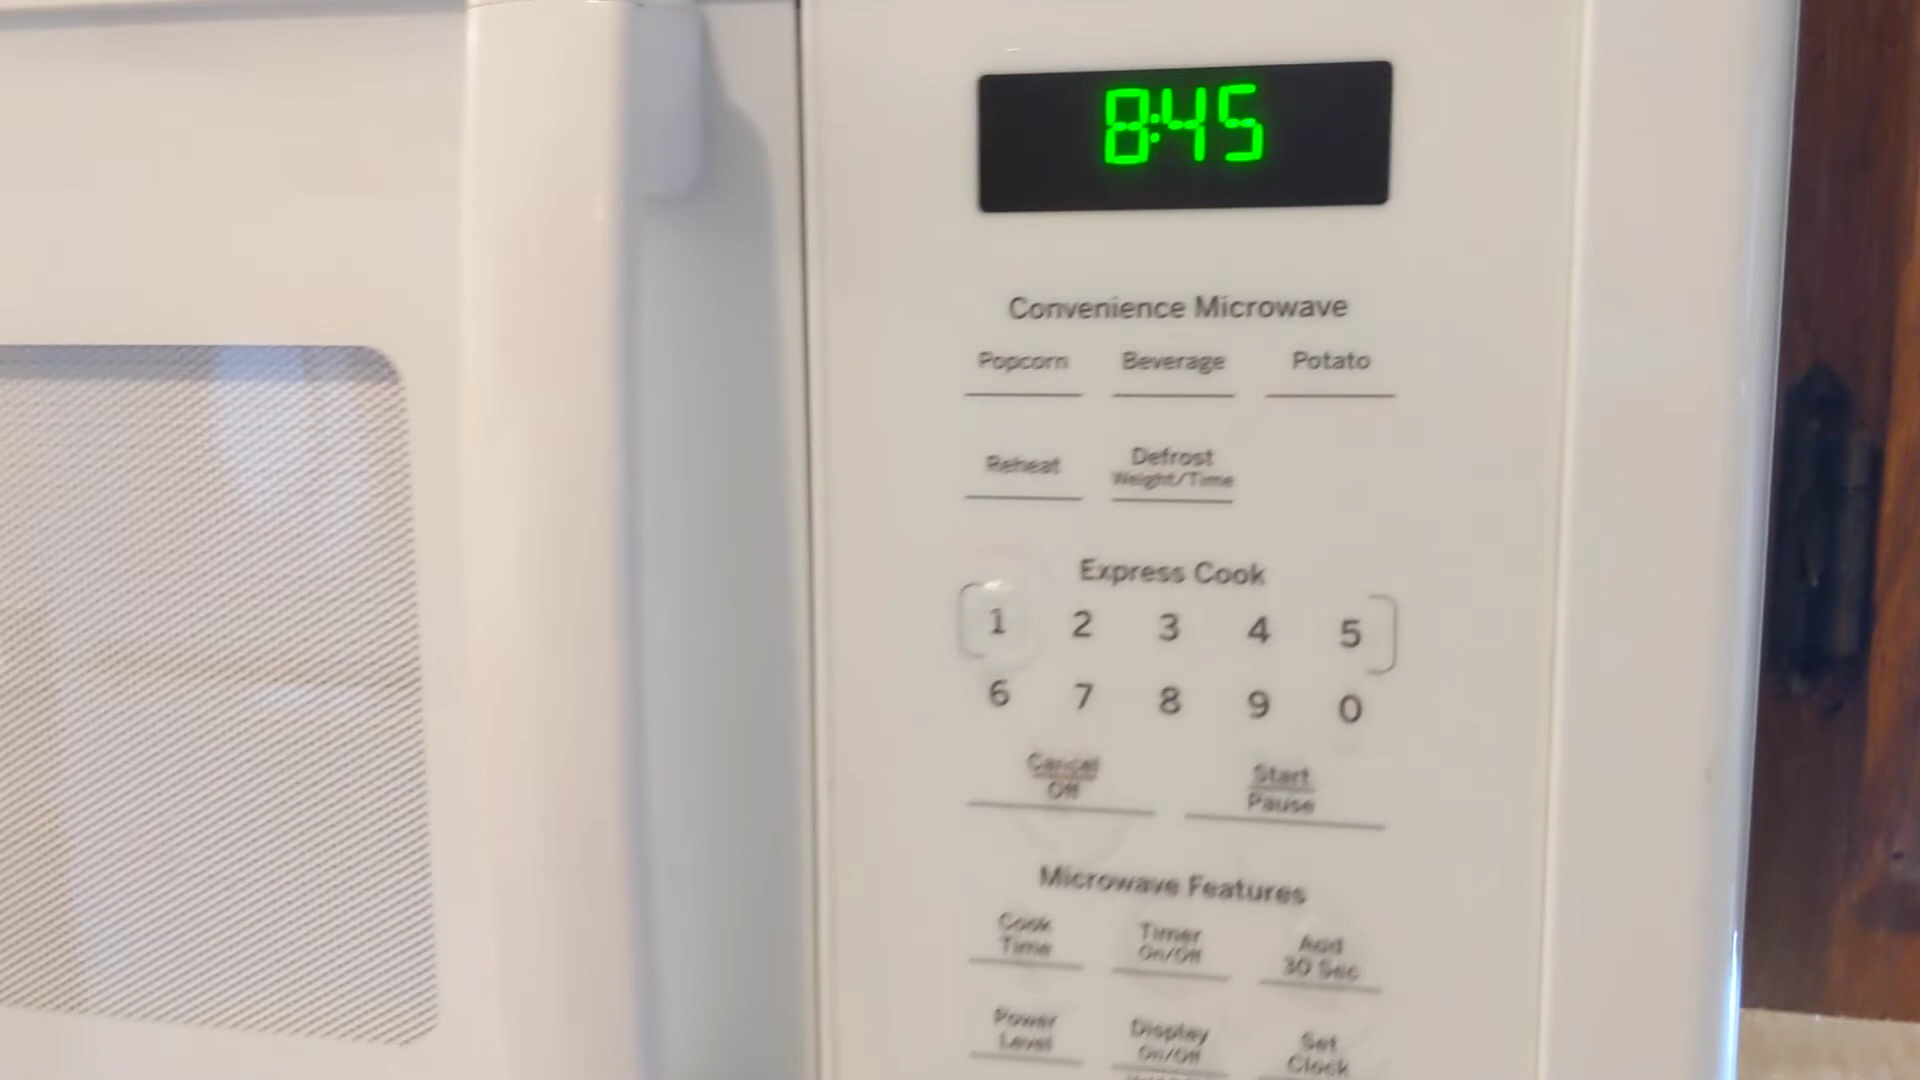 8:45
Convenience Microwave
Popcorn Beverage Potato
Reheat Defrost
Weight/Time
Express Cook
1 2 3 4 5
6 7 8 9 0
Cancel Start
Off Pause
Microwave Features
Cook Timer Add
Time On/Off 30 Sec
Power Display Set
Level On/Off Clock